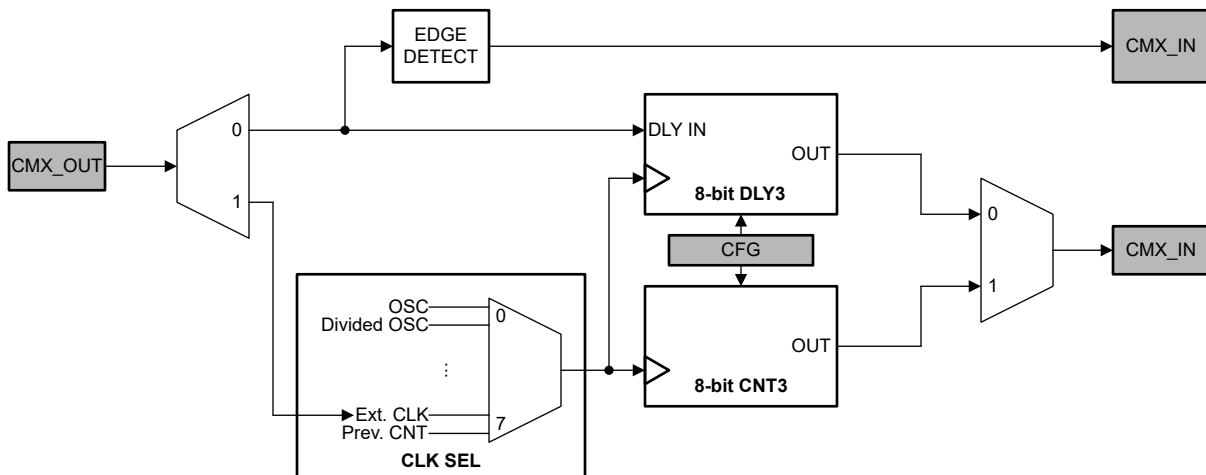 EDGE
DETECT
CMX_IN
CMX_OUT
0
1
DLY IN
OUT
8-bit DLY3
CFG
0
1
CMX_IN
OSC
Divided OSC
0
⋮
Ext. CLK
Prev. CNT
7
CLK SEL
OUT
8-bit CNT3